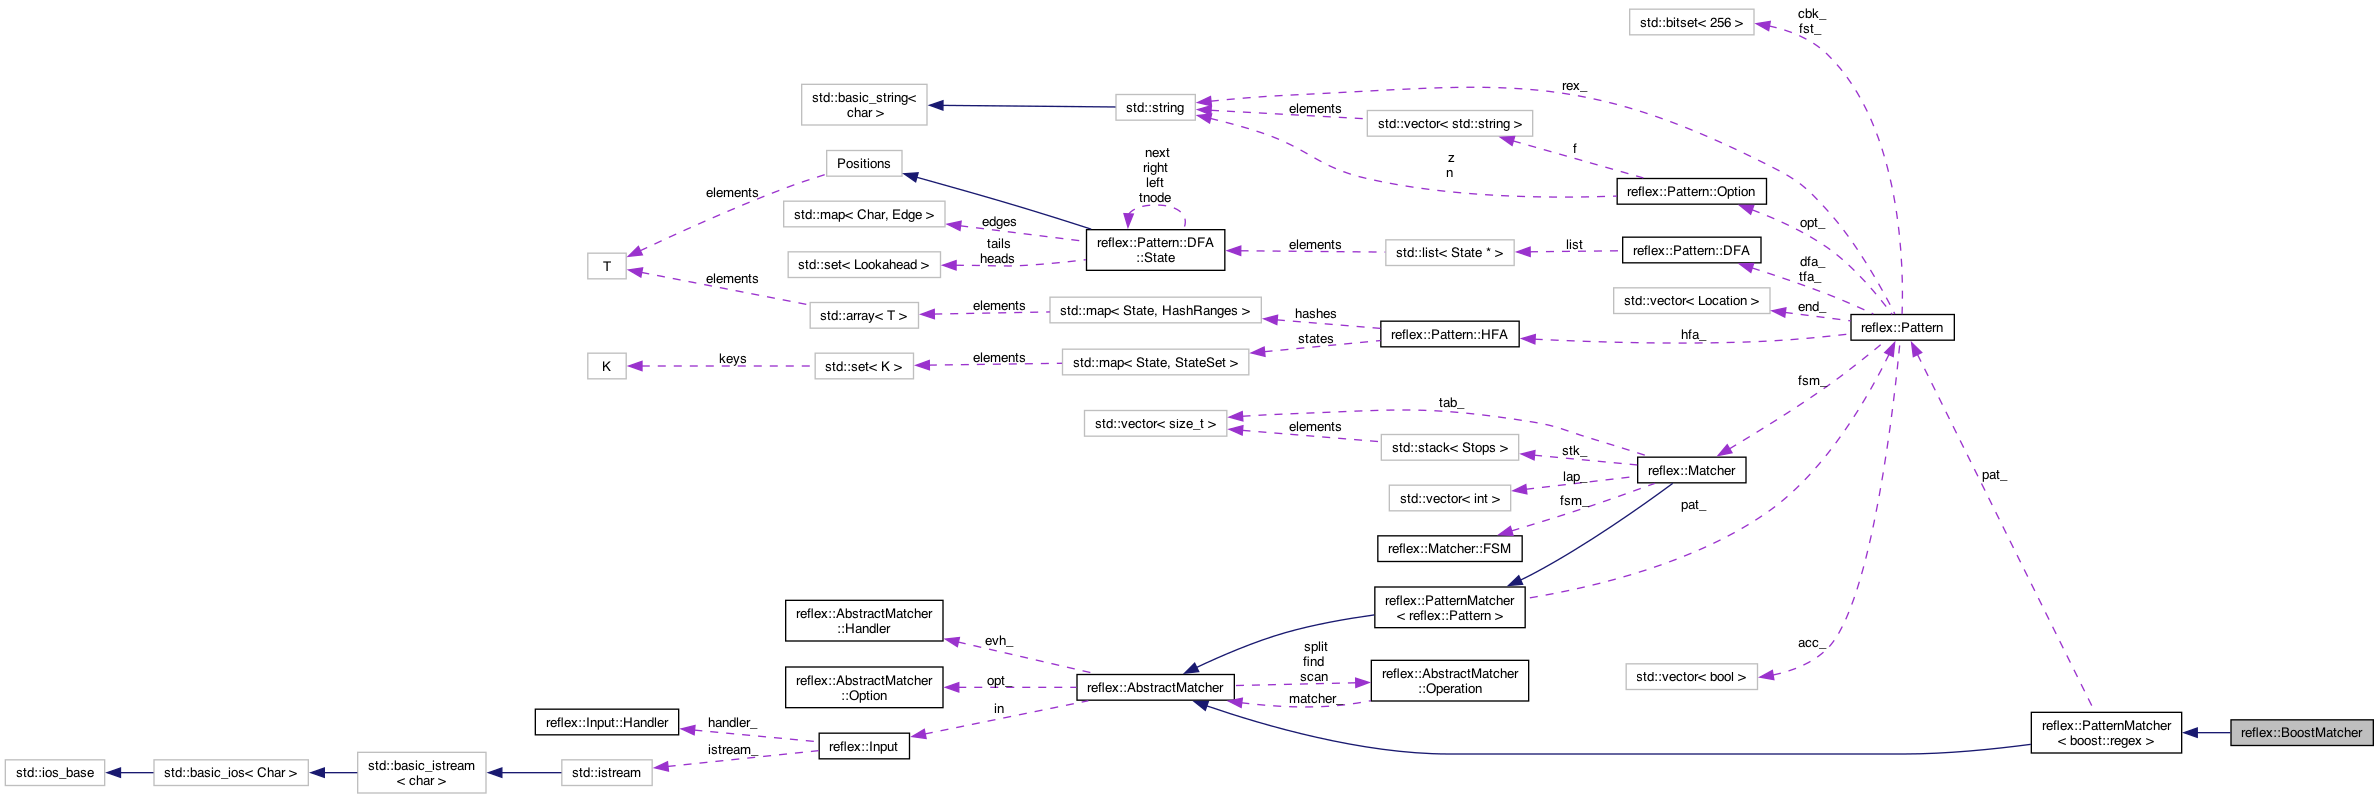 cbk_
fst_
std::bitset< 256 >
rex_
std::basic_string<
char >
std::string
elements
std::vector< std::string >
f
z
n
reflex::Pattern::Option
opt_
Positions
elements
next
right
left
tnode
std::map< Char, Edge >
edges
tails
heads
reflex::Pattern::DFA
::State
elements
std::list< State * >
list
reflex::Pattern::DFA
dfa_
tfa_
std::set< Lookahead >
T
elements
std::array< T >
elements
std::map< State, HashRanges >
hashes
std::vector< Location >
end_
reflex::Pattern
reflex::Pattern::HFA
hfa_
states
K
keys
std::set< K >
elements
std::map< State, StateSet >
fsm_
tab_
std::vector< size_t >
elements
std::stack< Stops >
stk_
reflex::Matcher
pat_
lap_
std::vector< int >
fsm_
pat_
reflex::Matcher::FSM
reflex::PatternMatcher
< reflex::Pattern >
reflex::AbstractMatcher
::Handler
evh_
split
find
scan
acc_
reflex::AbstractMatcher
::Option
opt_
reflex::AbstractMatcher
reflex::AbstractMatcher
::Operation
matcher_
std::vector< bool >
in
reflex::Input::Handler
handler_
reflex::Input
istream_
reflex::PatternMatcher
< boost::regex >
reflex::BoostMatcher
std::ios_base
std::basic_ios< Char >
std::basic_istream
< char >
std::istream